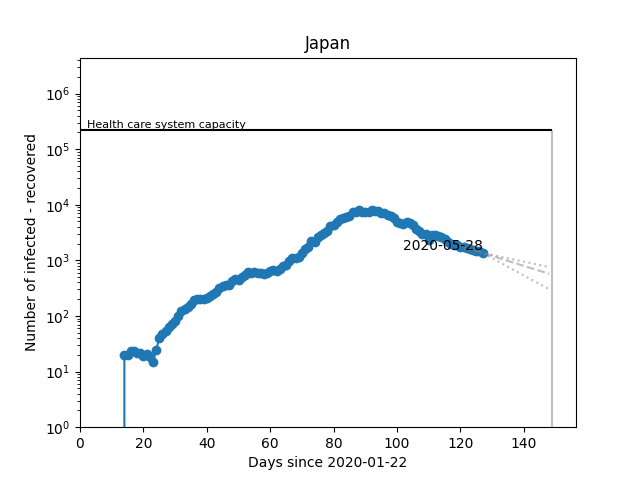 Japan
Number of infected - recovered
10^6
10^5
10^4
10^3
10^2
10^1
10^0
Health care system capacity
2020-05-28
0 20 40 60 80 100 120 140
Days since 2020-01-22